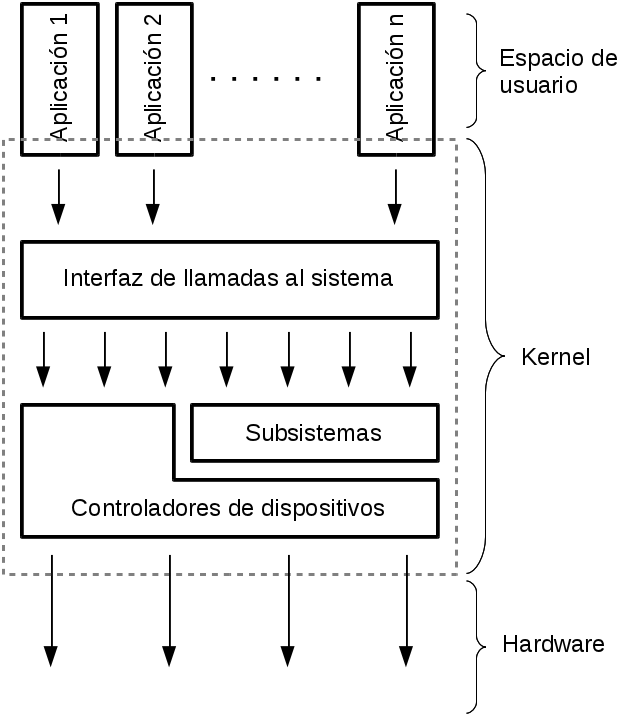 Aplicación 1
Aplicación 2
. . . . . .
Aplicación n
Espacio de
usuario
Interfaz de llamadas al sistema
Kernel
Subsistemas
Controladores de dispositivos
Hardware